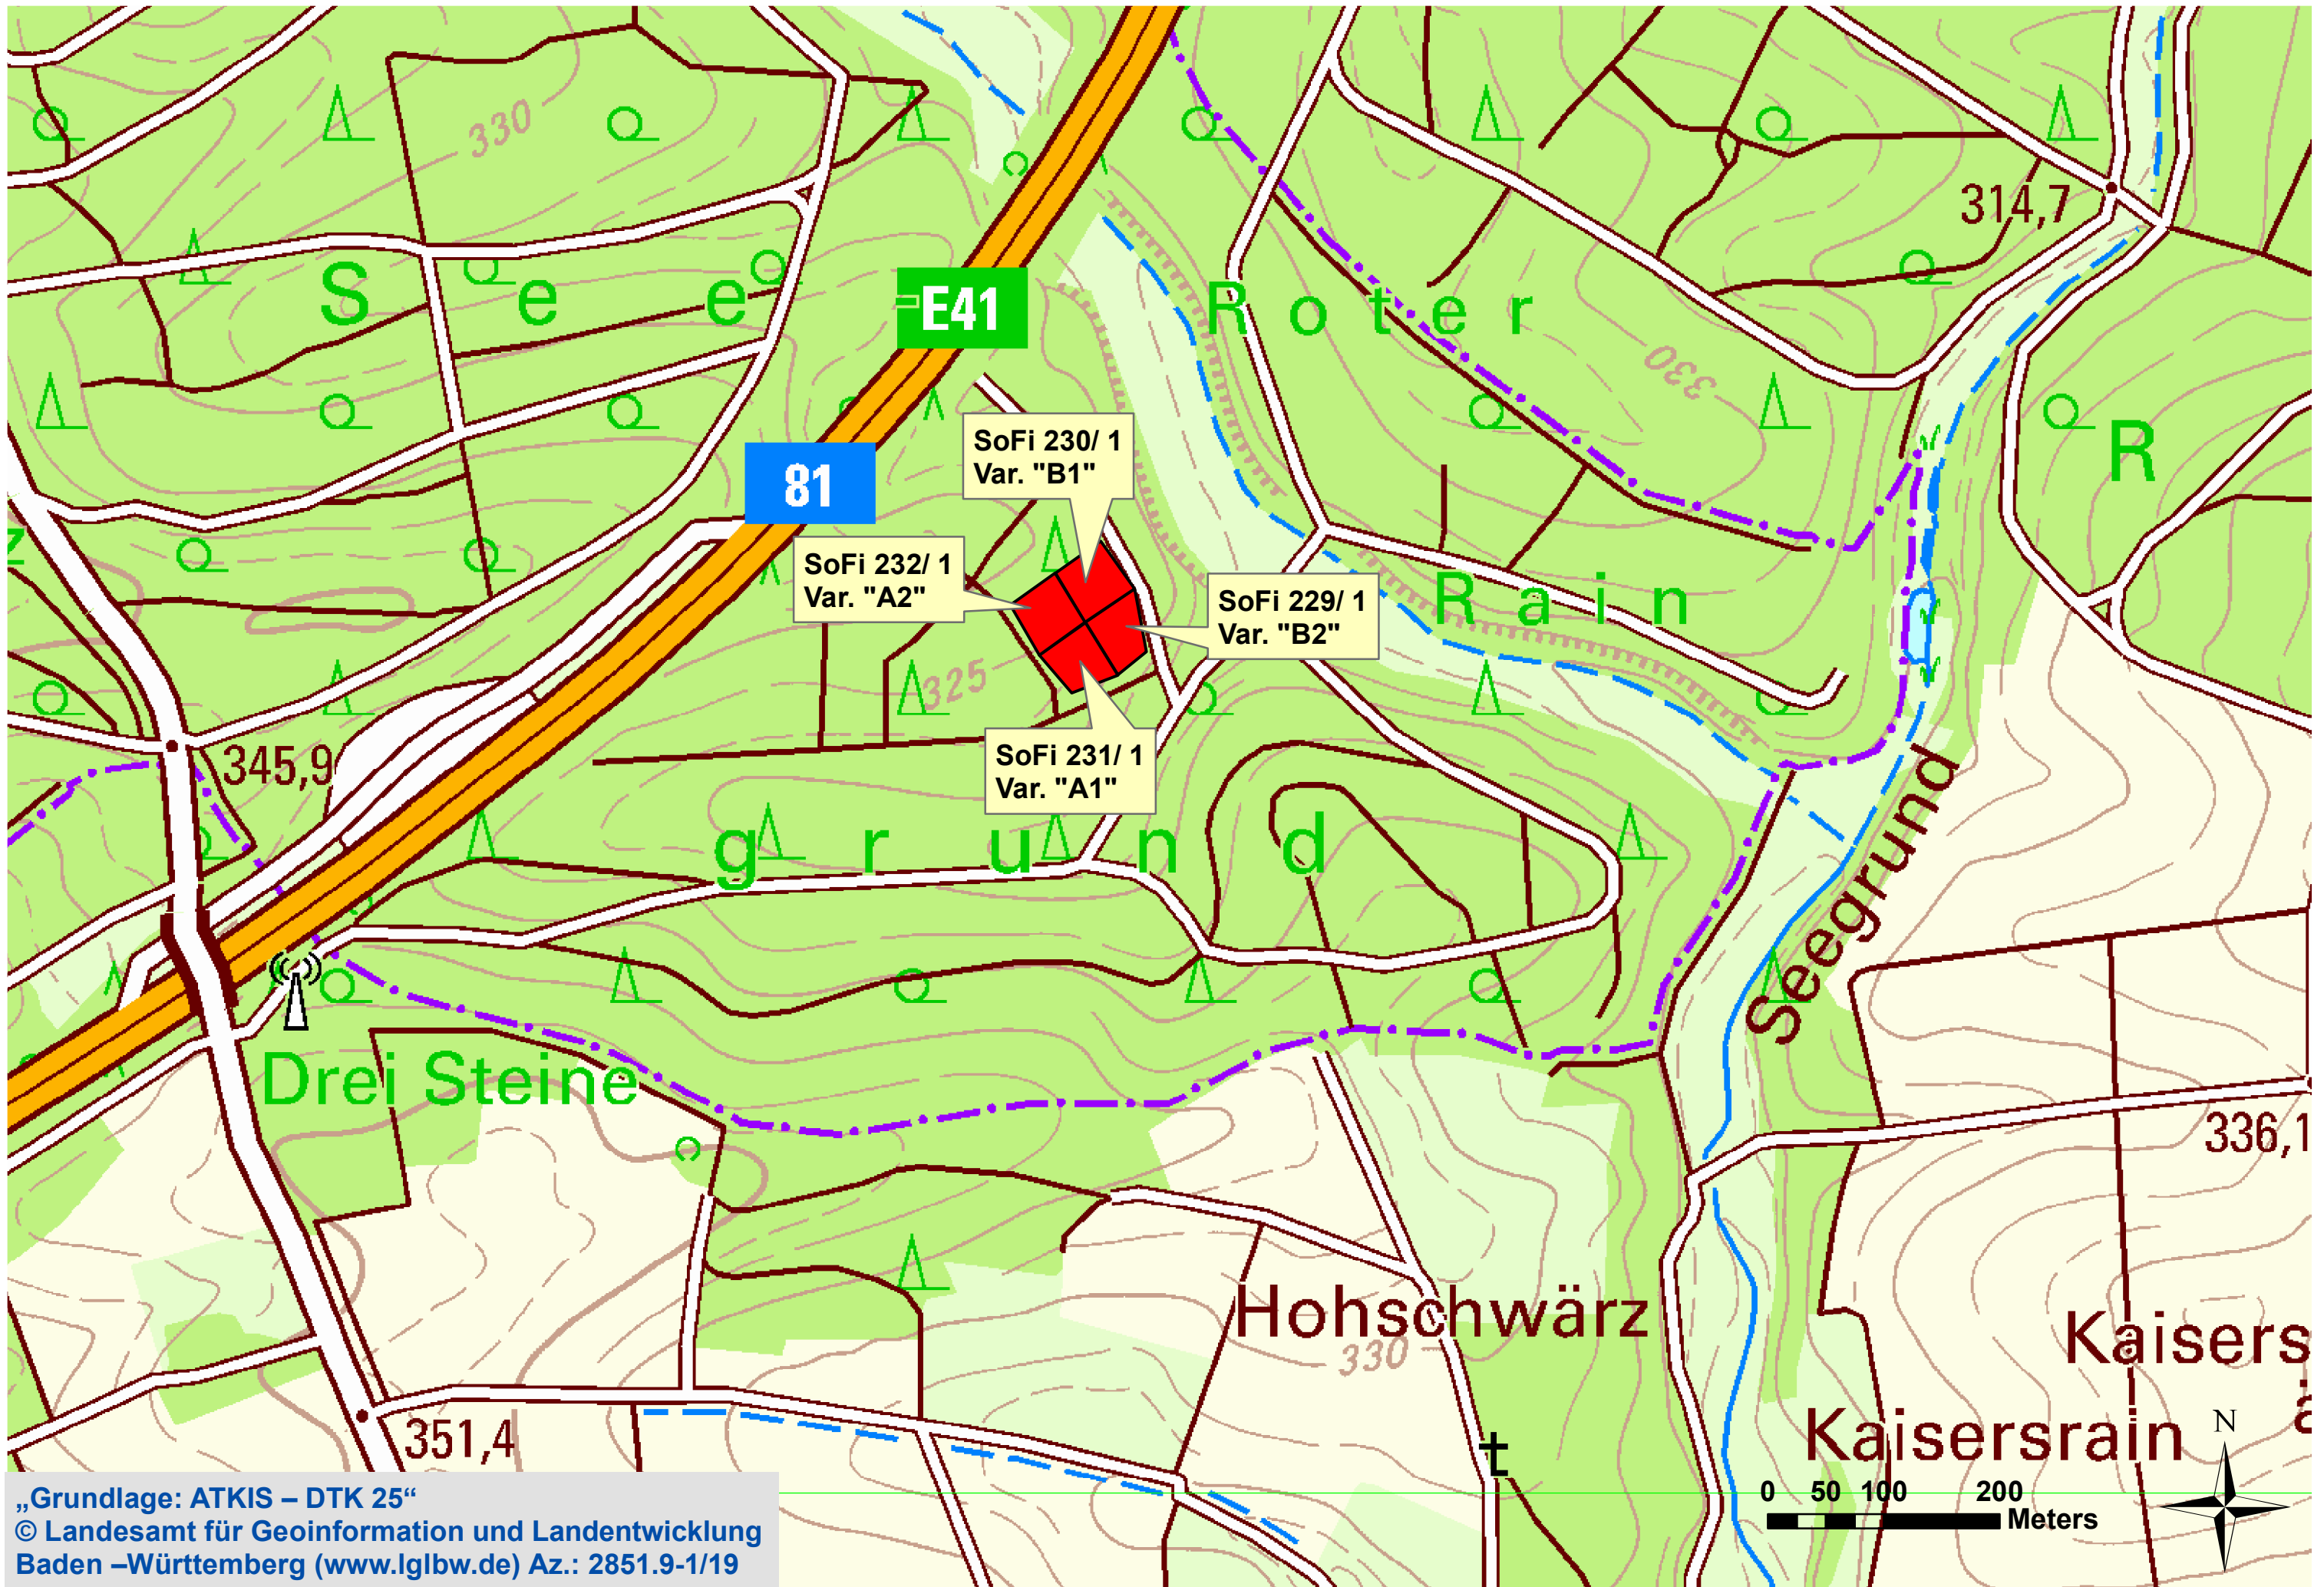 330
314,7
S e e
E41
R o t e r
330
R
SoFi 230/ 1
Var. "B1"
81
z
SoFi 232/ 1
Var. "A2"
SoFi 229/ 1
Var. "B2"
R a i n
325
345,9
SoFi 231/ 1
Var. "A1"
g r u n d
Seegrund
Drei Steine
336,1
Hohschwärz
330
Kaisers
Kaisersrain
351,4
N
0 50 100 200
Meters
„Grundlage: ATKIS – DTK 25“
© Landesamt für Geoinformation und Landentwicklung
Baden –Württemberg (www.lglbw.de) Az.: 2851.9-1/19